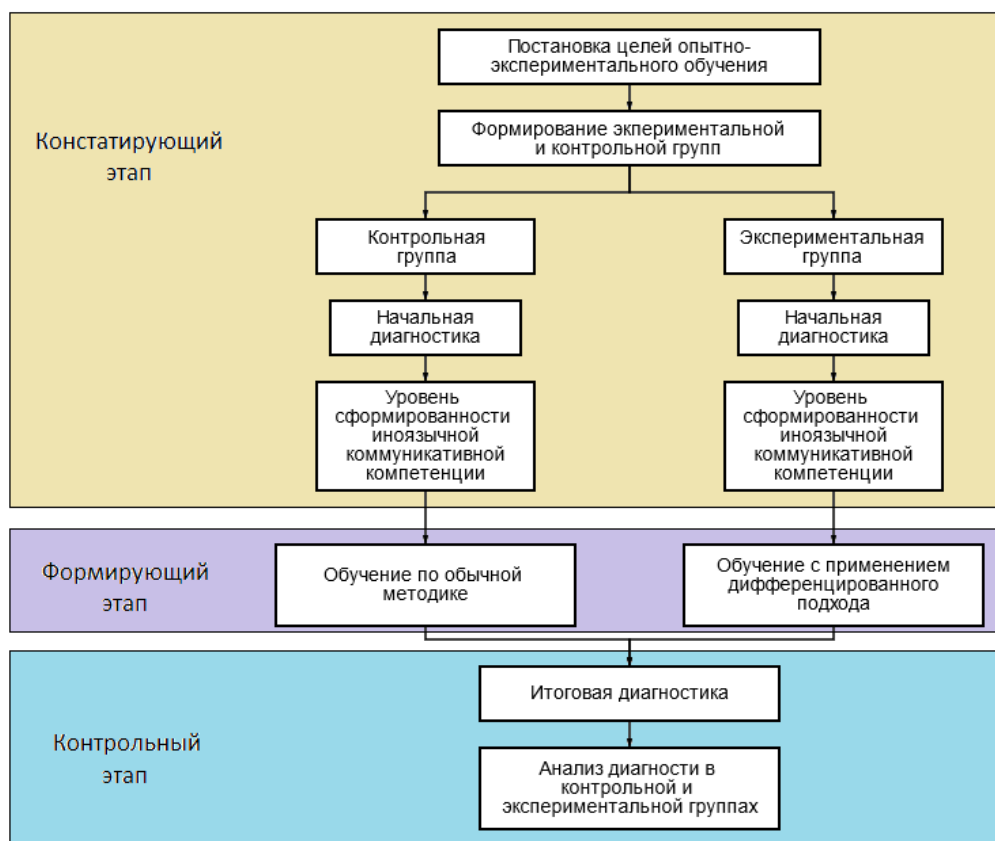 Констатирующий
этап
Постановка целей опытно-
экспериментального обучения
Формирование экпериментальной
и контрольной групп
Контрольная
группа
Экспериментальная
группа
Начальная
диагностика
Начальная
диагностика
Уровень
сформированности
иноязычной
коммуникативной
компетенции
Уровень
сформированности
иноязычной
коммуникативной
компетенции
Формирующий
этап
Обучение по обычной
методике
Обучение с применением
дифференцированного
подхода
Контрольный
этап
Итоговая диагностика
Анализ диагности в
контрольной и
экспериментальной группах